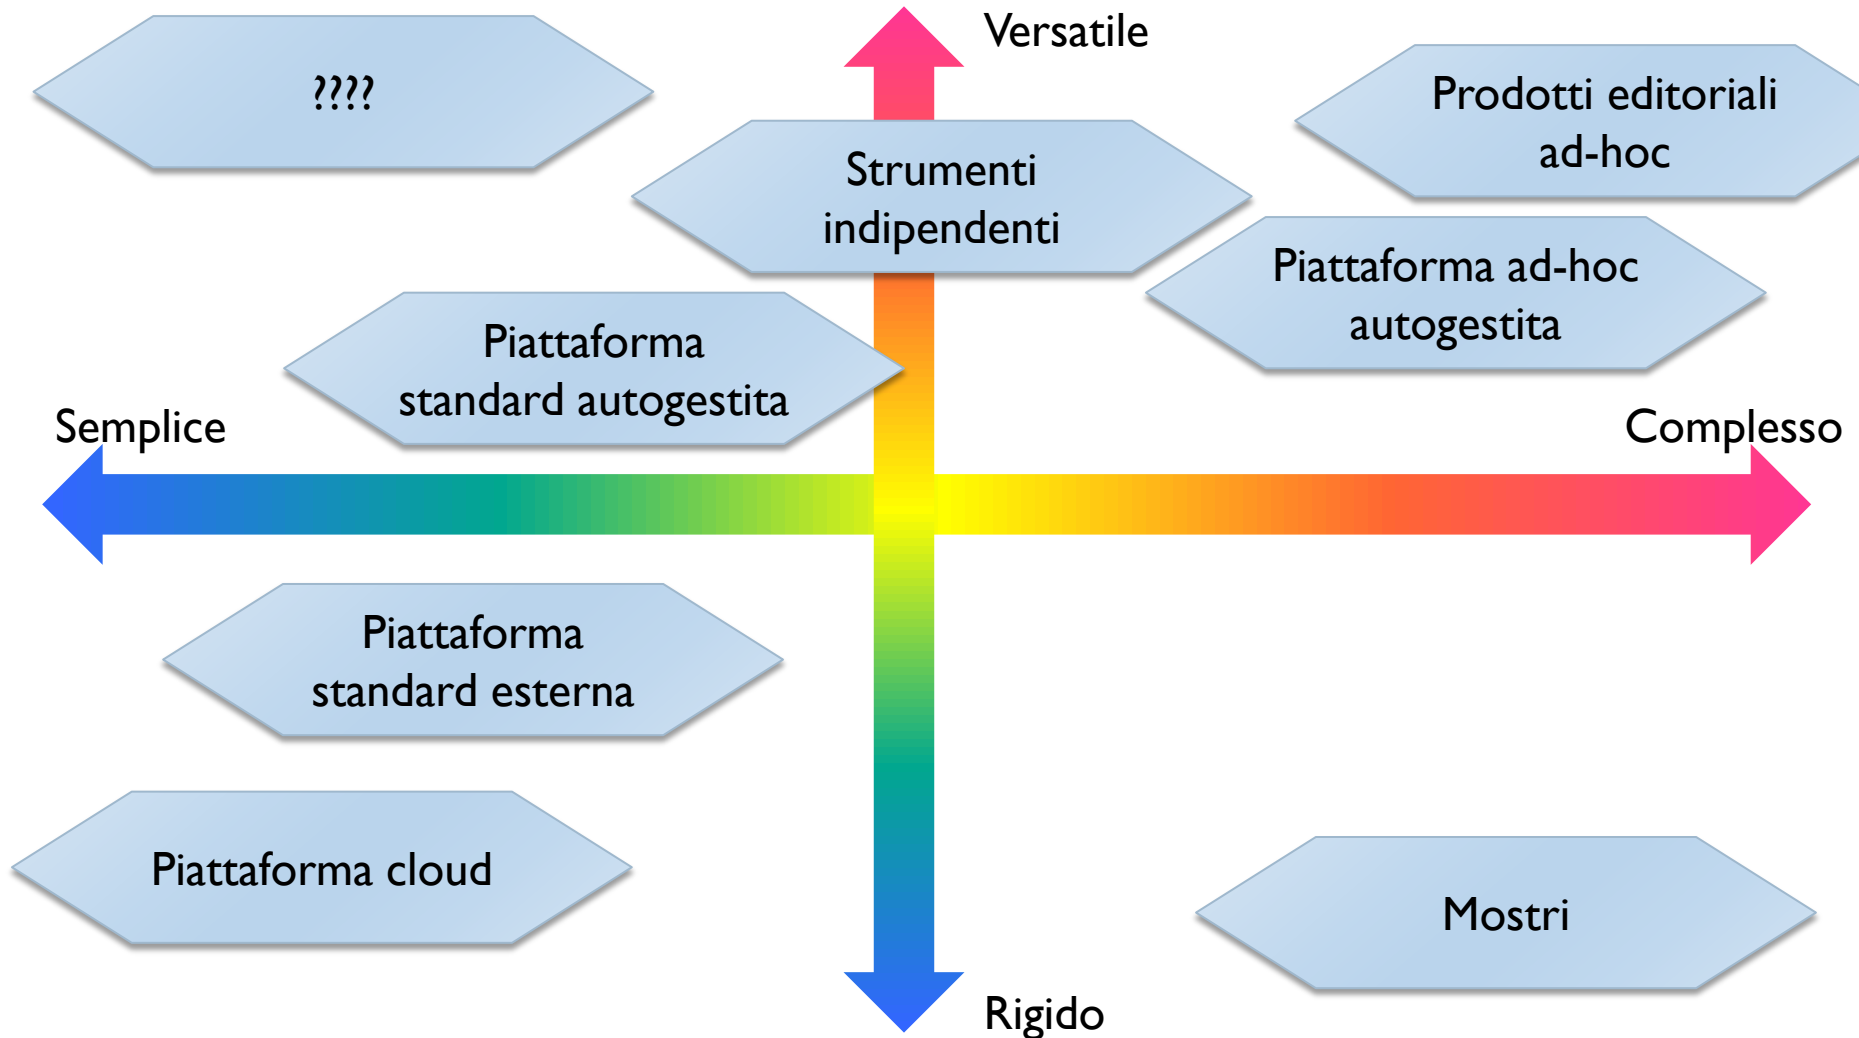 Versatile
????
Prodotti editoriali
ad-hoc
Strumenti
indipendenti
Piattaforma ad-hoc
autogestita
Piattaforma
standard autogestita
Semplice
Complesso
Piattaforma
standard esterna
Piattaforma cloud
Mostri
Rigido